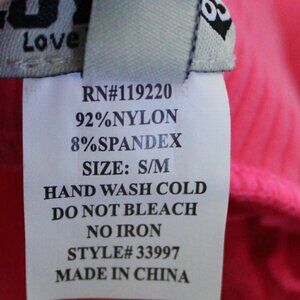 Love
RN#119220
92%NYLON
8%SPANDEX
SIZE: S/M
HAND WASH COLD
DO NOT BLEACH
NO IRON
STYLE# 33997
MADE IN CHINA